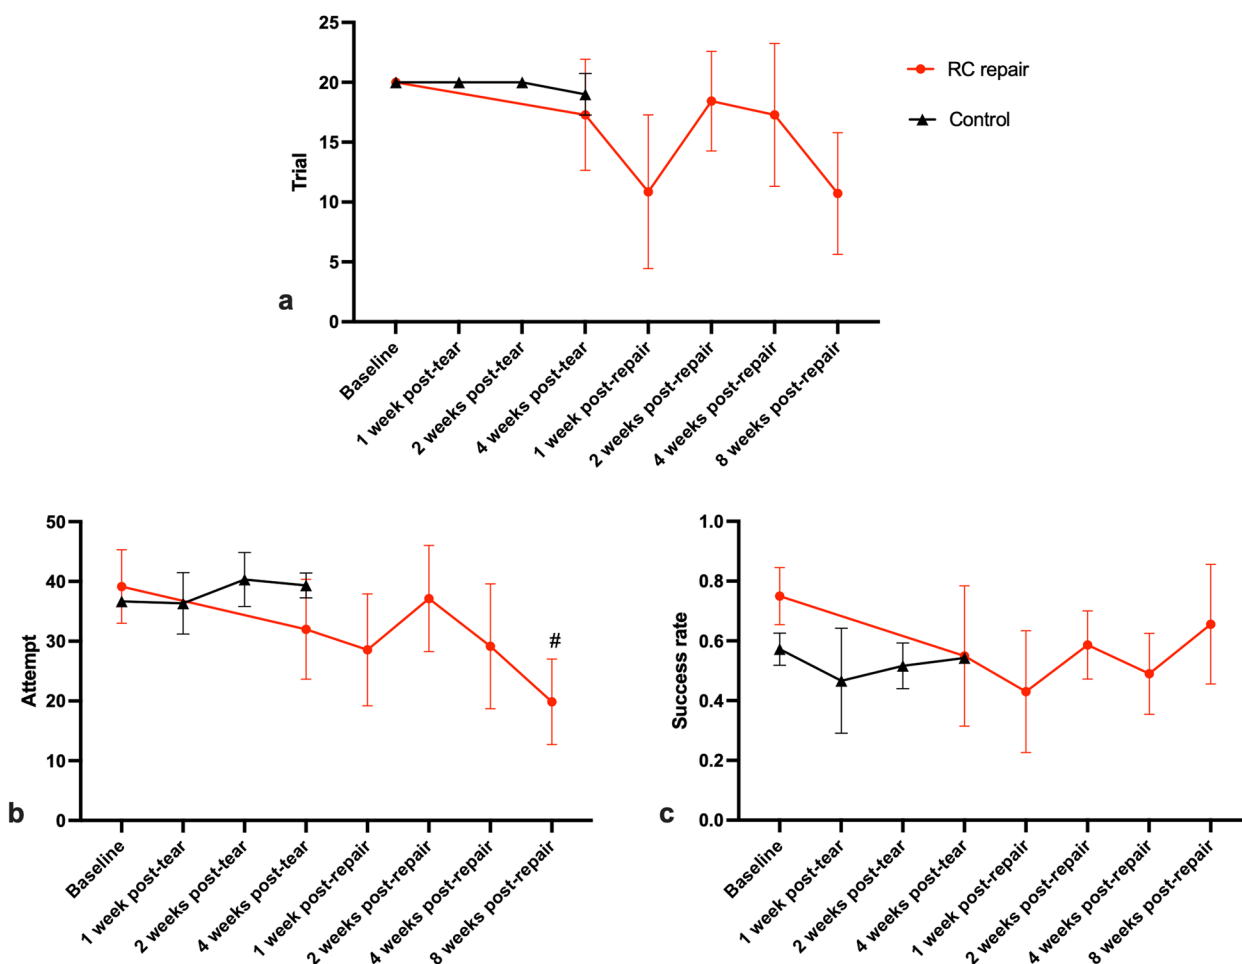 25
20
15
10
5
0
Trial
a
Baseline
1 week post-tear
2 weeks post-tear
4 weeks post-tear
1 week post-repair
2 weeks post-repair
4 weeks post-repair
8 weeks post-repair
RC repair
Control
50
40
30
20
10
0
Attempt
b
#
Baseline
1 week post-tear
2 weeks post-tear
4 weeks post-tear
1 week post-repair
2 weeks post-repair
4 weeks post-repair
8 weeks post-repair
1.0
0.8
0.6
0.4
0.2
0.0
Success rate
c
Baseline
1 week post-tear
2 weeks post-tear
4 weeks post-tear
1 week post-repair
2 weeks post-repair
4 weeks post-repair
8 weeks post-repair